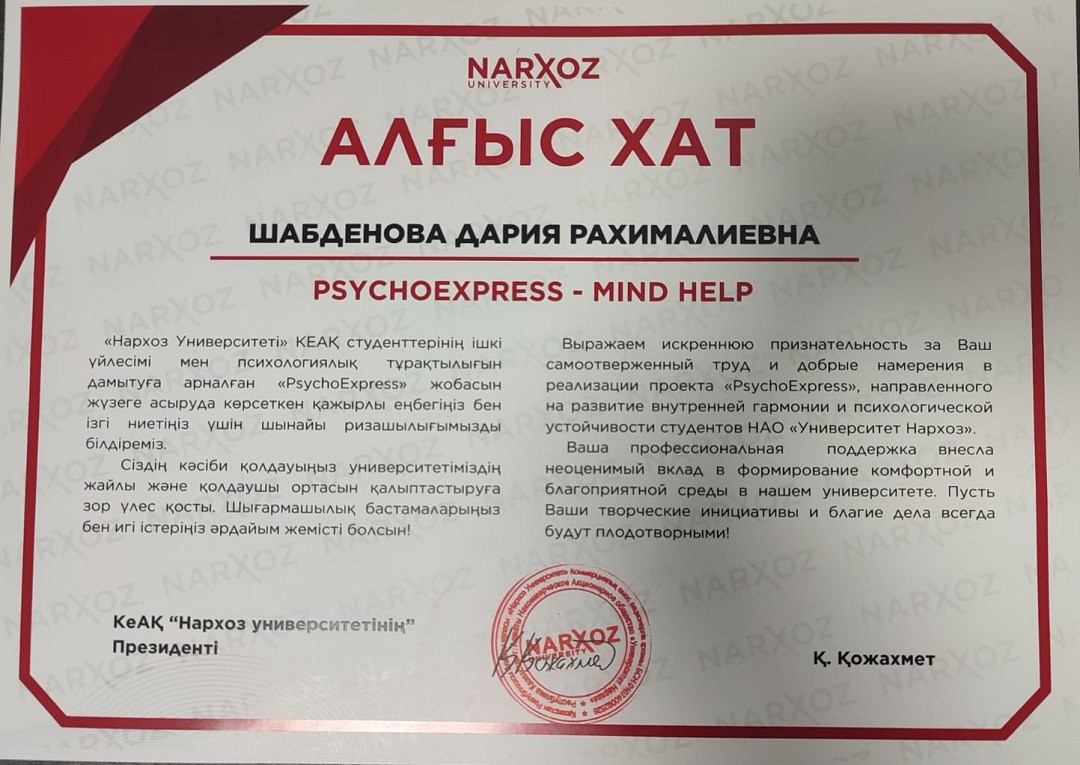 NARXOZ
UNIVERSITY
АЛҒЫС ХАТ
ШАБДЕНОВА ДАРИЯ РАХИМАЛИЕВНА
PSYCHOEXPRESS - MIND HELP
«Нархоз Университеті» КЕАҚ студенттерінің ішкі
үйлесімі мен психологиялық тұрақтылығын
дамытуға арналған «PsychoExpress» жобасын
жүзеге асыруда көрсеткен қажырлы еңбегіңіз бен
ізгі ниетіңіз үшін шынайы ризашылығымызды
білдіреміз.
Сіздің кәсіби қолдауыңыз университетіміздің
жайлы және қолдаушы ортасын қалыптастыруға
зор үлес қосты. Шығармашылық бастамаларыңыз
бен игі істеріңіз әрдайым жемісті болсын!
Выражаем искреннюю признательность за Ваш
самоотверженный труд и добрые намерения в
реализации проекта «PsychoExpress», направленного
на развитие внутренней гармонии и психологической
устойчивости студентов НАО «Университет Нархоз».
Ваша профессиональная поддержка внесла
неоценимый вклад в формирование комфортной и
благоприятной среды в нашем университете. Пусть
Ваши творческие инициативы и благие дела всегда
будут плодотворными!
КеАҚ “Нархоз университетінің”
Президенті
NARXOZ
UNIVERSITY
Қ. Қожахмет